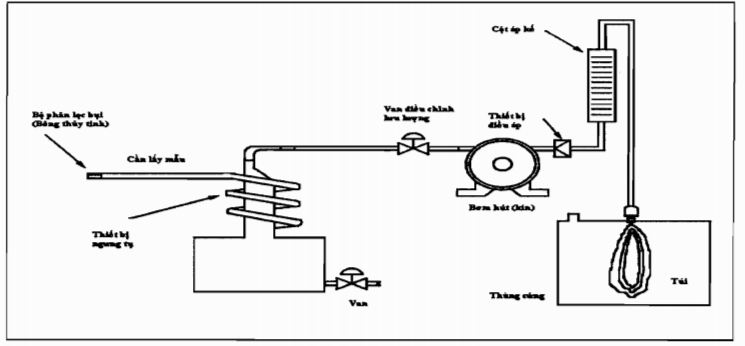 Cột áp kế
Bộ phân lọc bụi
(Bông thủy tinh)
Van điều chỉnh
lưu lượng
Thiết bị
điều áp
Cần lấy mẫu
Thiết bị
ngưng tụ
Bơm hút (kín)
Van
Thùng cứng
Túi